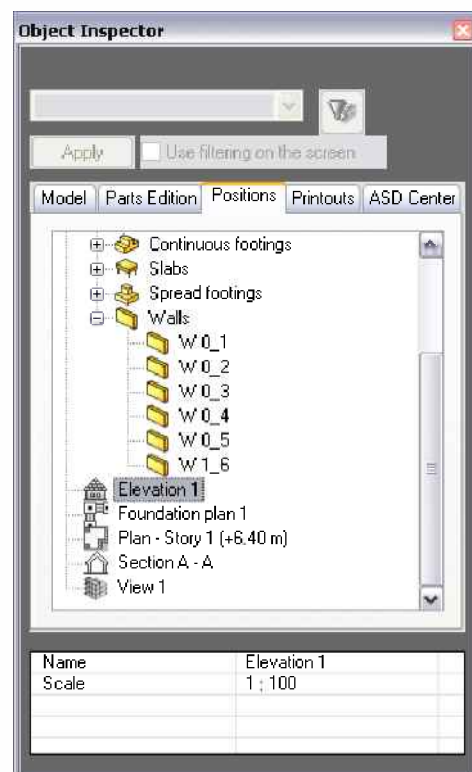 Object Inspector
Apply Use filtering on the screen
Model Parts Edition Positions Printouts ASD Center
Continuous footings
Slabs
Spread footings
Walls
W 0_1
W 0_2
W 0_3
W 0_4
W 0_5
W 1_6
Elevation 1
Foundation plan 1
Plan - Story 1 (+6.40 m)
Section A - A
View 1
Name Elevation 1
Scale 1 : 100